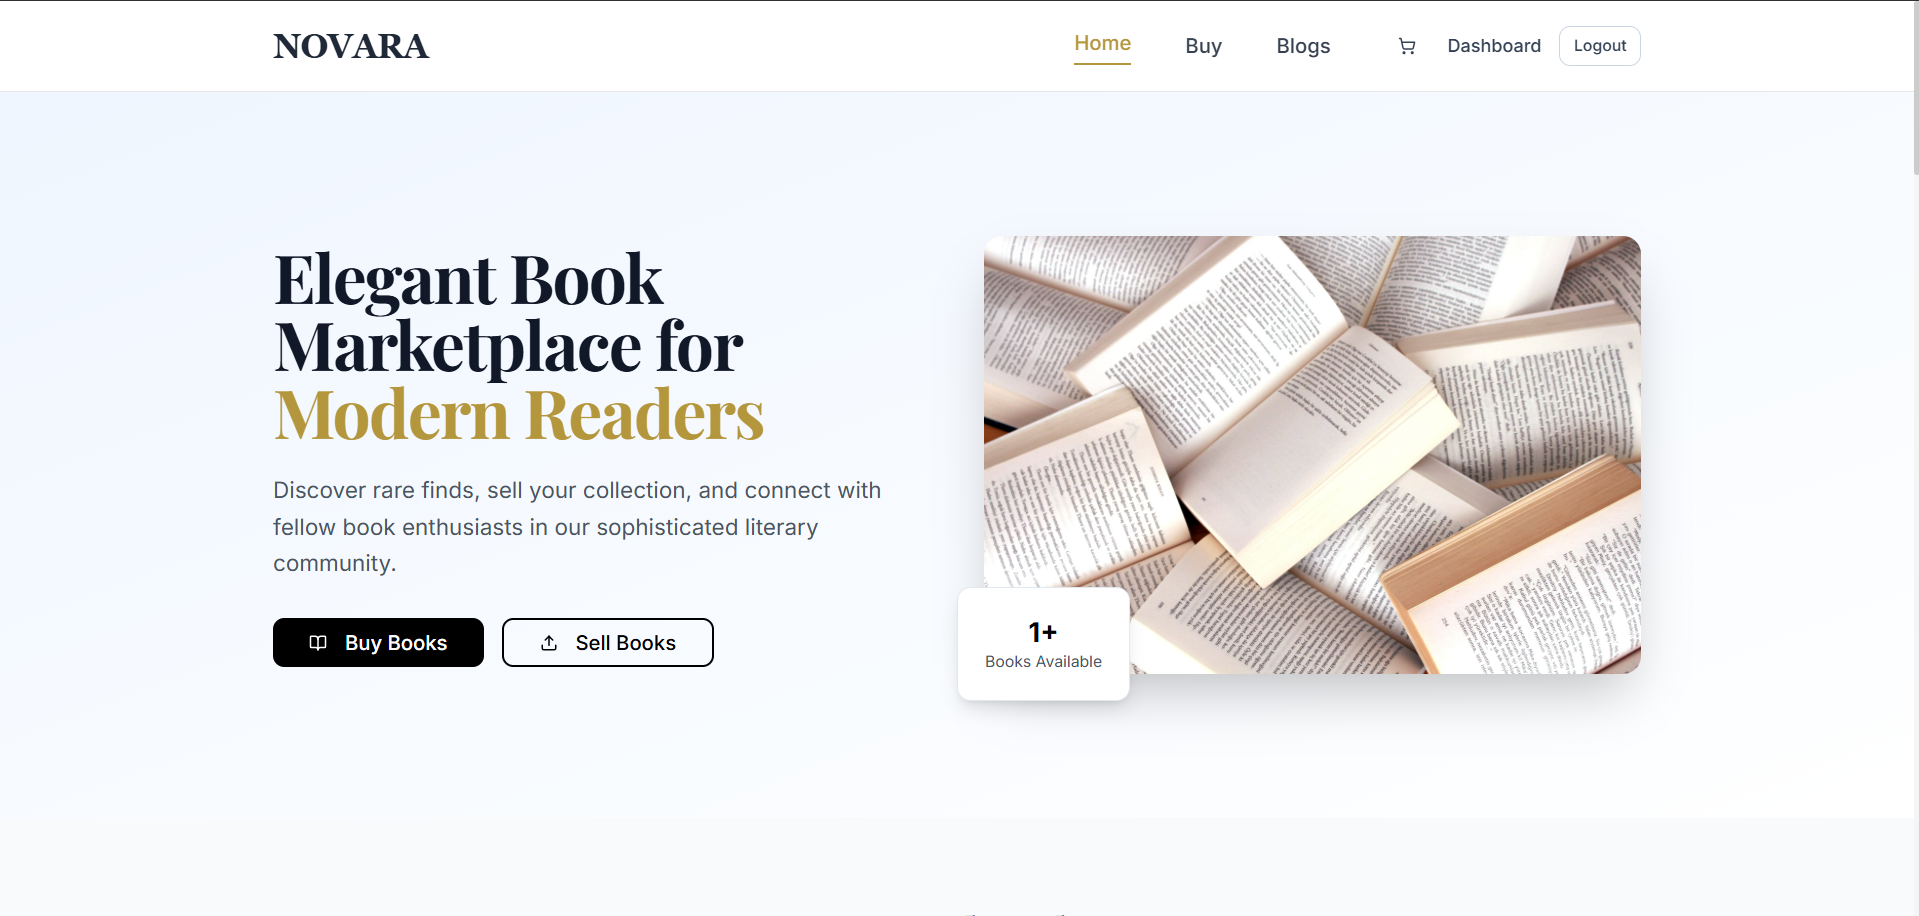 NOVARA
Home
Buy
Blogs
Dashboard
Logout
Elegant Book
Marketplace for
Modern Readers
Discover rare finds, sell your collection, and connect with
fellow book enthusiasts in our sophisticated literary
community.
Buy Books
Sell Books
1+
Books Available